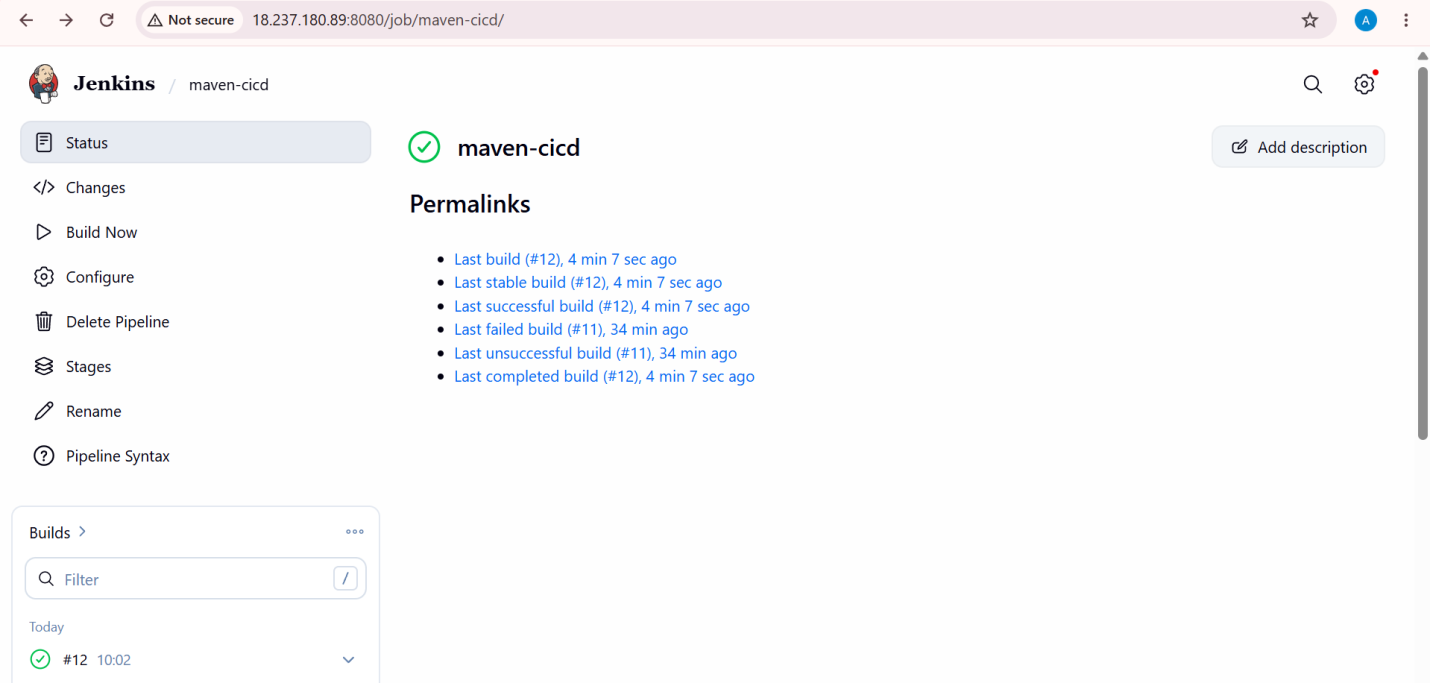 Not secure 18.237.180.89:8080/job/maven-cicd/ A
Jenkins / maven-cicd
Status
Changes
Build Now
Configure
Delete Pipeline
Stages
Rename
Pipeline Syntax
Builds
Filter /
Today
#12 10:02
maven-cicd
Add description
Permalinks
Last build (#12), 4 min 7 sec ago
Last stable build (#12), 4 min 7 sec ago
Last successful build (#12), 4 min 7 sec ago
Last failed build (#11), 34 min ago
Last unsuccessful build (#11), 34 min ago
Last completed build (#12), 4 min 7 sec ago